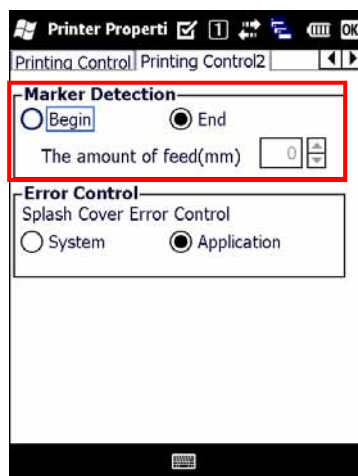 Printer Properti 1 OK
Printing Control Printing Control2
Marker Detection
Begin End
The amount of feed(mm) 0
Error Control
Splash Cover Error Control
System Application